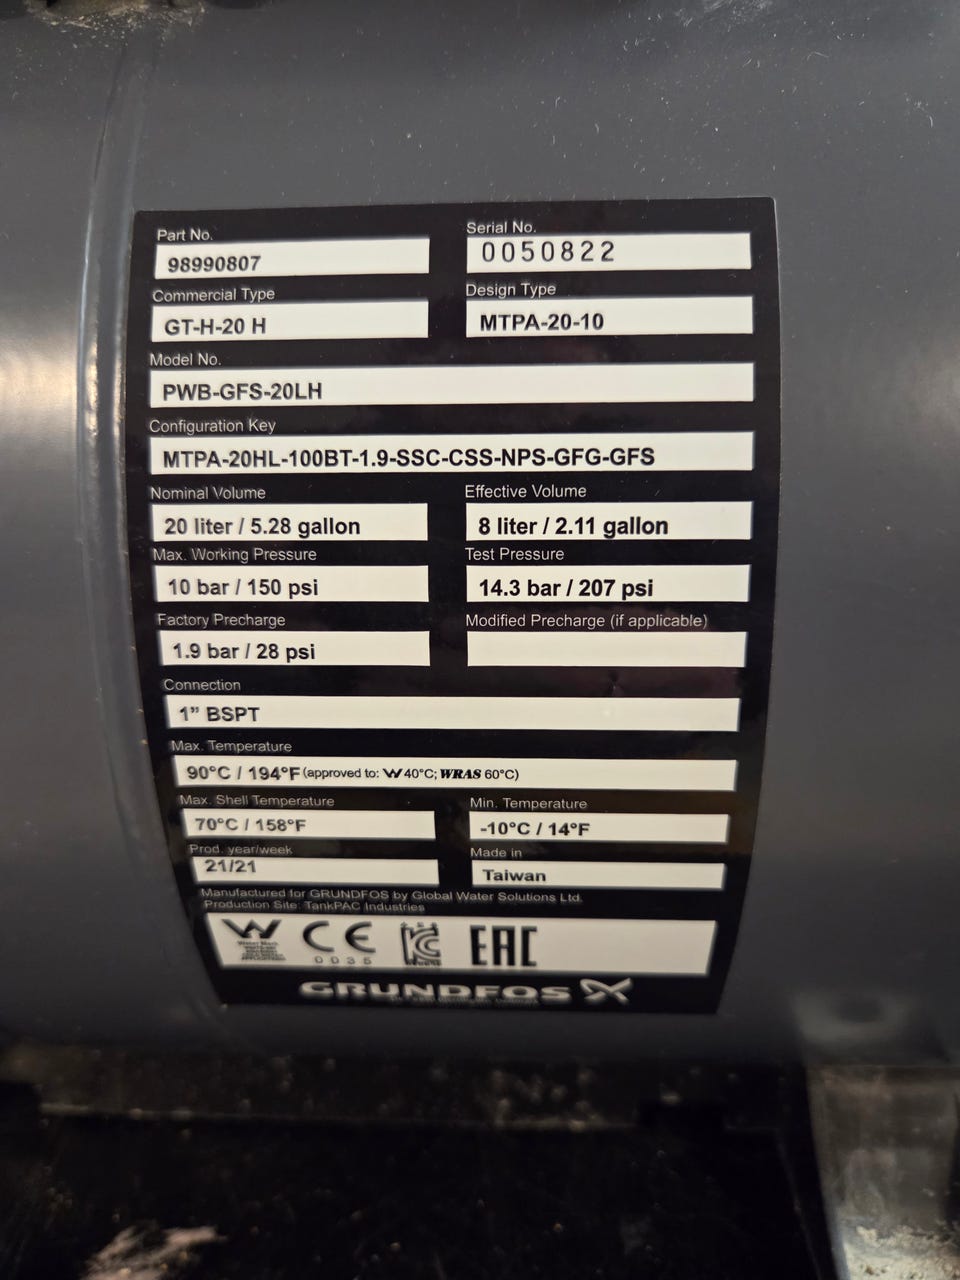 Part No.
98990807
Serial No.
0050822
Commercial Type
GT-H-20 H
Design Type
MTPA-20-10
Model No.
PWB-GFS-20LH
Configuration Key
MTPA-20HL-100BT-1.9-SSC-CSS-NPS-GFG-GFS
Nominal Volume
20 liter / 5.28 gallon
Effective Volume
8 liter / 2.11 gallon
Max. Working Pressure
10 bar / 150 psi
Test Pressure
14.3 bar / 207 psi
Factory Precharge
1.9 bar / 28 psi
Modified Precharge (if applicable)
Connection
1” BSPT
Max. Temperature
90°C / 194°F (approved to: W 40°C; WRAS 60°C)
Max. Shell Temperature
70°C / 158°F
Min. Temperature
-10°C / 14°F
Prod. year/week
21/21
Made in
Taiwan
Manufactured for GRUNDFOS by Global Water Solutions Ltd.
Production Site: TankPAC Industries
W
CE
0035
EAC
GRUNDFOS